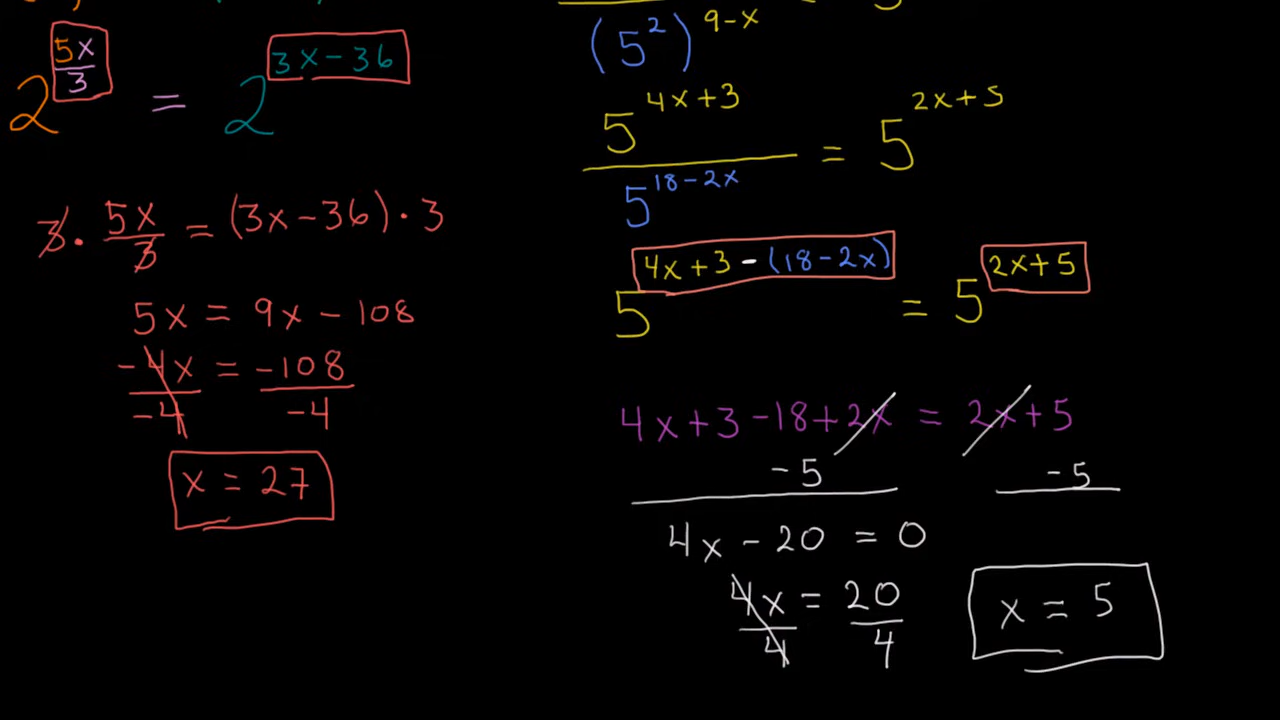 2^(5x/3) = 2^(3x-36)
3 · 5x/3 = (3x-36) · 3
5x = 9x - 108
-4x/-4 = -108/-4
x = 27
(5^2)^(9-x)
5^(4x+3)/5^(18-2x) = 5^(2x+5)
5^(4x+3-(18-2x)) = 5^(2x+5)
4x+3-18+2x = 2x+5
-5 -5
4x - 20 = 0
4x/4 = 20/4
x = 5